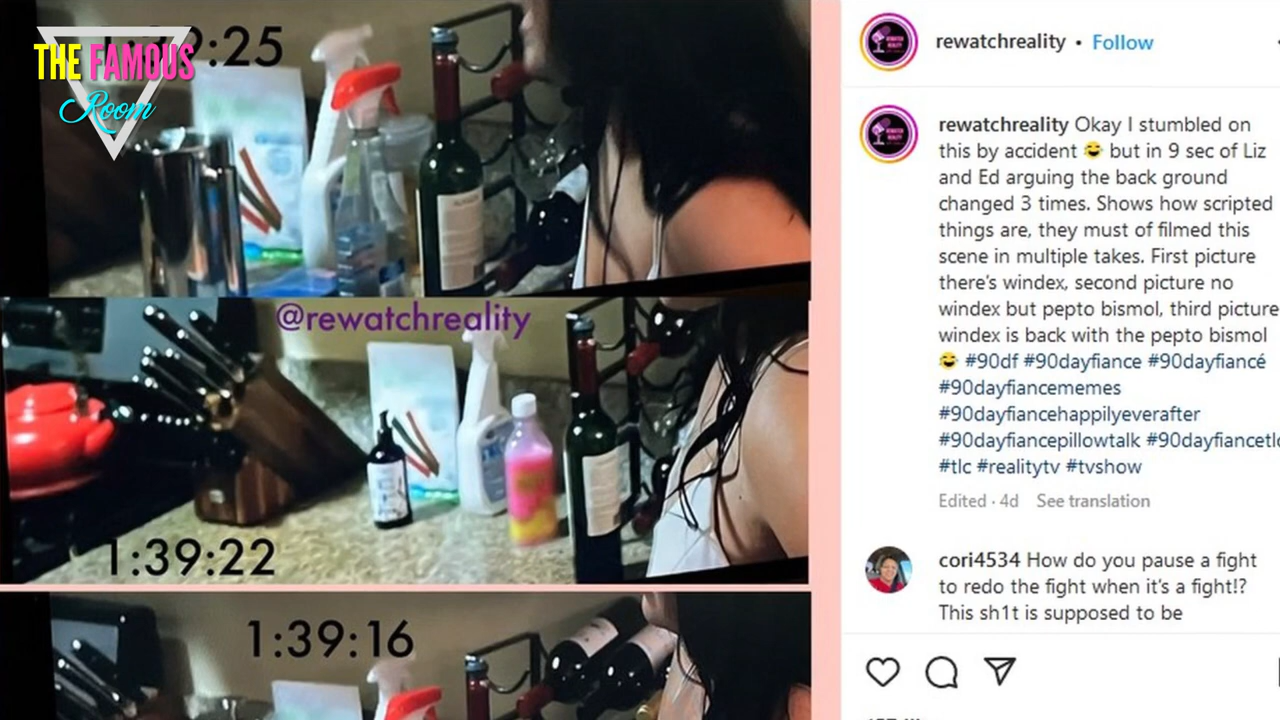 THE FAMOUS
Room
9:25
@rewatchreality
1:39:22
1:39:16
rewatchreality • Follow
rewatchreality Okay I stumbled on
this by accident 😂 but in 9 sec of Liz
and Ed arguing the back ground
changed 3 times. Shows how scripted
things are, they must of filmed this
scene in multiple takes. First picture
there's windex, second picture no
windex but pepto bismol, third picture
windex is back with the pepto bismol
😂 #90df #90dayfiance #90dayfiancé
#90dayfiancememes
#90dayfiancehappilyeverafter
#90dayfiancepillowtalk #90dayfiancetl
#tlc #realitytv #tvshow
Edited · 4d See translation
cori4534 How do you pause a fight
to redo the fight when it's a fight!?
This sh1t is supposed to be